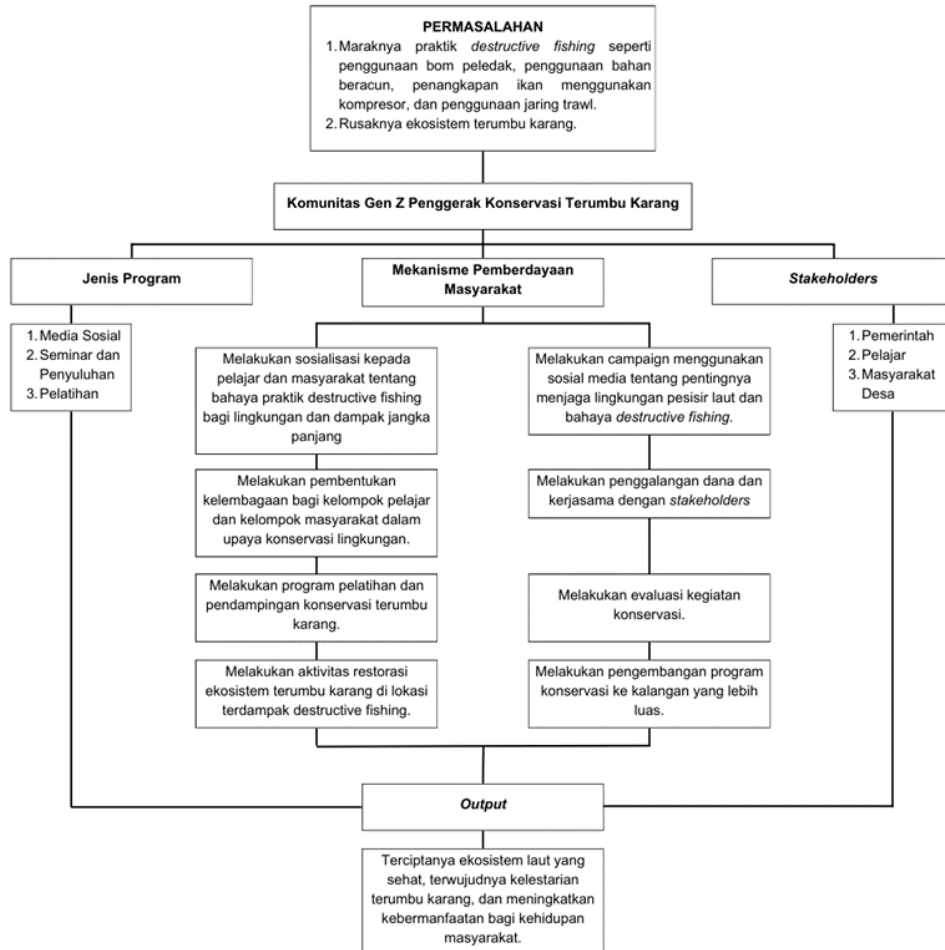 PERMASALAHAN
1. Maraknya praktik destructive fishing seperti
penggunaan bom peledak, penggunaan bahan
beracun, penangkapan ikan menggunakan
kompresor, dan penggunaan jaring trawl.
2. Rusaknya ekosistem terumbu karang.
Komunitas Gen Z Penggerak Konservasi Terumbu Karang
Jenis Program
1. Media Sosial
2. Seminar dan
Penyuluhan
3. Pelatihan
Mekanisme Pemberdayaan
Masyarakat
Melakukan sosialisasi kepada
pelajar dan masyarakat tentang
bahaya praktik destructive fishing
bagi lingkungan dan dampak jangka
panjang
Melakukan pembentukan
kelembagaan bagi kelompok pelajar
dan kelompok masyarakat dalam
upaya konservasi lingkungan.
Melakukan program pelatihan dan
pendampingan konservasi terumbu
karang.
Melakukan aktivitas restorasi
ekosistem terumbu karang di lokasi
terdampak destructive fishing.
Melakukan campaign menggunakan
sosial media tentang pentingnya
menjaga lingkungan pesisir laut dan
bahaya destructive fishing.
Melakukan penggalangan dana dan
kerjasama dengan stakeholders
Melakukan evaluasi kegiatan
konservasi.
Melakukan pengembangan program
konservasi ke kalangan yang lebih
luas.
Stakeholders
1. Pemerintah
2. Pelajar
3. Masyarakat
Desa
Output
Terciptanya ekosistem laut yang
sehat, terwujudnya kelestarian
terumbu karang, dan meningkatkan
kebermanfaatan bagi kehidupan
masyarakat.